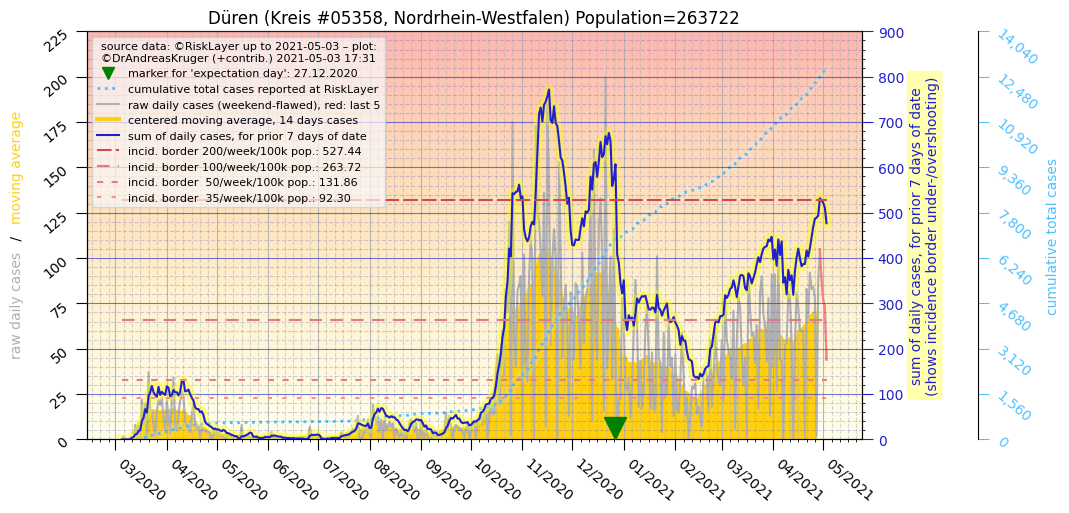 Düren (Kreis #05358, Nordrhein-Westfalen) Population=263722
source data: ©RiskLayer up to 2021-05-03 – plot:
©DrAndreasKruger (+contrib.) 2021-05-03 17:31
marker for 'expectation day': 27.12.2020
cumulative total cases reported at RiskLayer
raw daily cases (weekend-flawed), red: last 5
centered moving average, 14 days cases
sum of daily cases, for prior 7 days of date
incid. border 200/week/100k pop.: 527.44
incid. border 100/week/100k pop.: 263.72
incid. border  50/week/100k pop.: 131.86
incid. border  35/week/100k pop.: 92.30
raw daily cases / moving average
225
200
175
150
125
100
75
50
25
0
900
800
700
600
500
400
300
200
100
0
sum of daily cases, for prior 7 days of date
(shows incidence border under-/overshooting)
14,040
12,480
10,920
9,360
7,800
6,240
4,680
3,120
1,560
0
cumulative total cases
03/2020
04/2020
05/2020
06/2020
07/2020
08/2020
09/2020
10/2020
11/2020
12/2020
01/2021
02/2021
03/2021
04/2021
05/2021